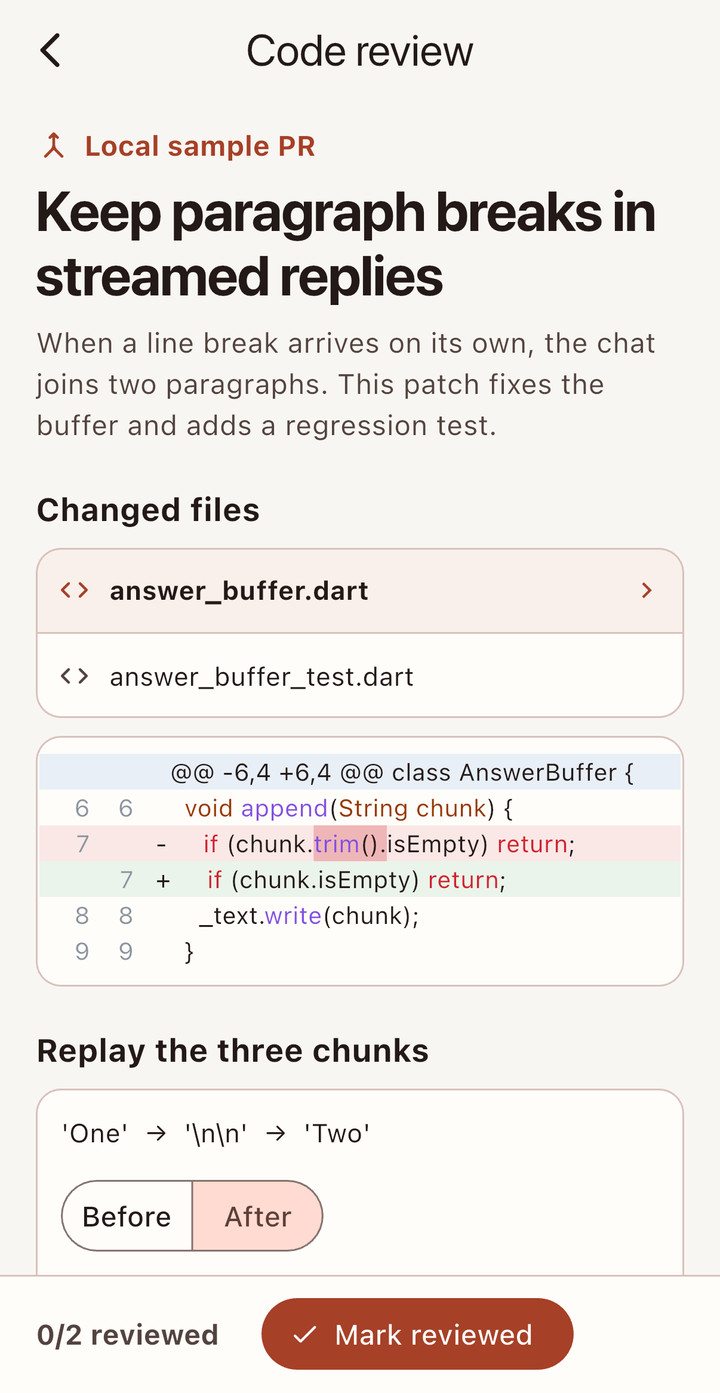 Code review
Local sample PR
Keep paragraph breaks in
streamed replies
When a line break arrives on its own, the chat
joins two paragraphs. This patch fixes the
buffer and adds a regression test.
Changed files
answer_buffer.dart
answer_buffer_test.dart
@@ -6,4 +6,4 @@ class AnswerBuffer {
6 6 void append(String chunk) {
7 - if (chunk.trim().isEmpty) return;
7 + if (chunk.isEmpty) return;
8 8 _text.write(chunk);
9 9 }
Replay the three chunks
'One' → '\n\n' → 'Two'
Before After
0/2 reviewed Mark reviewed